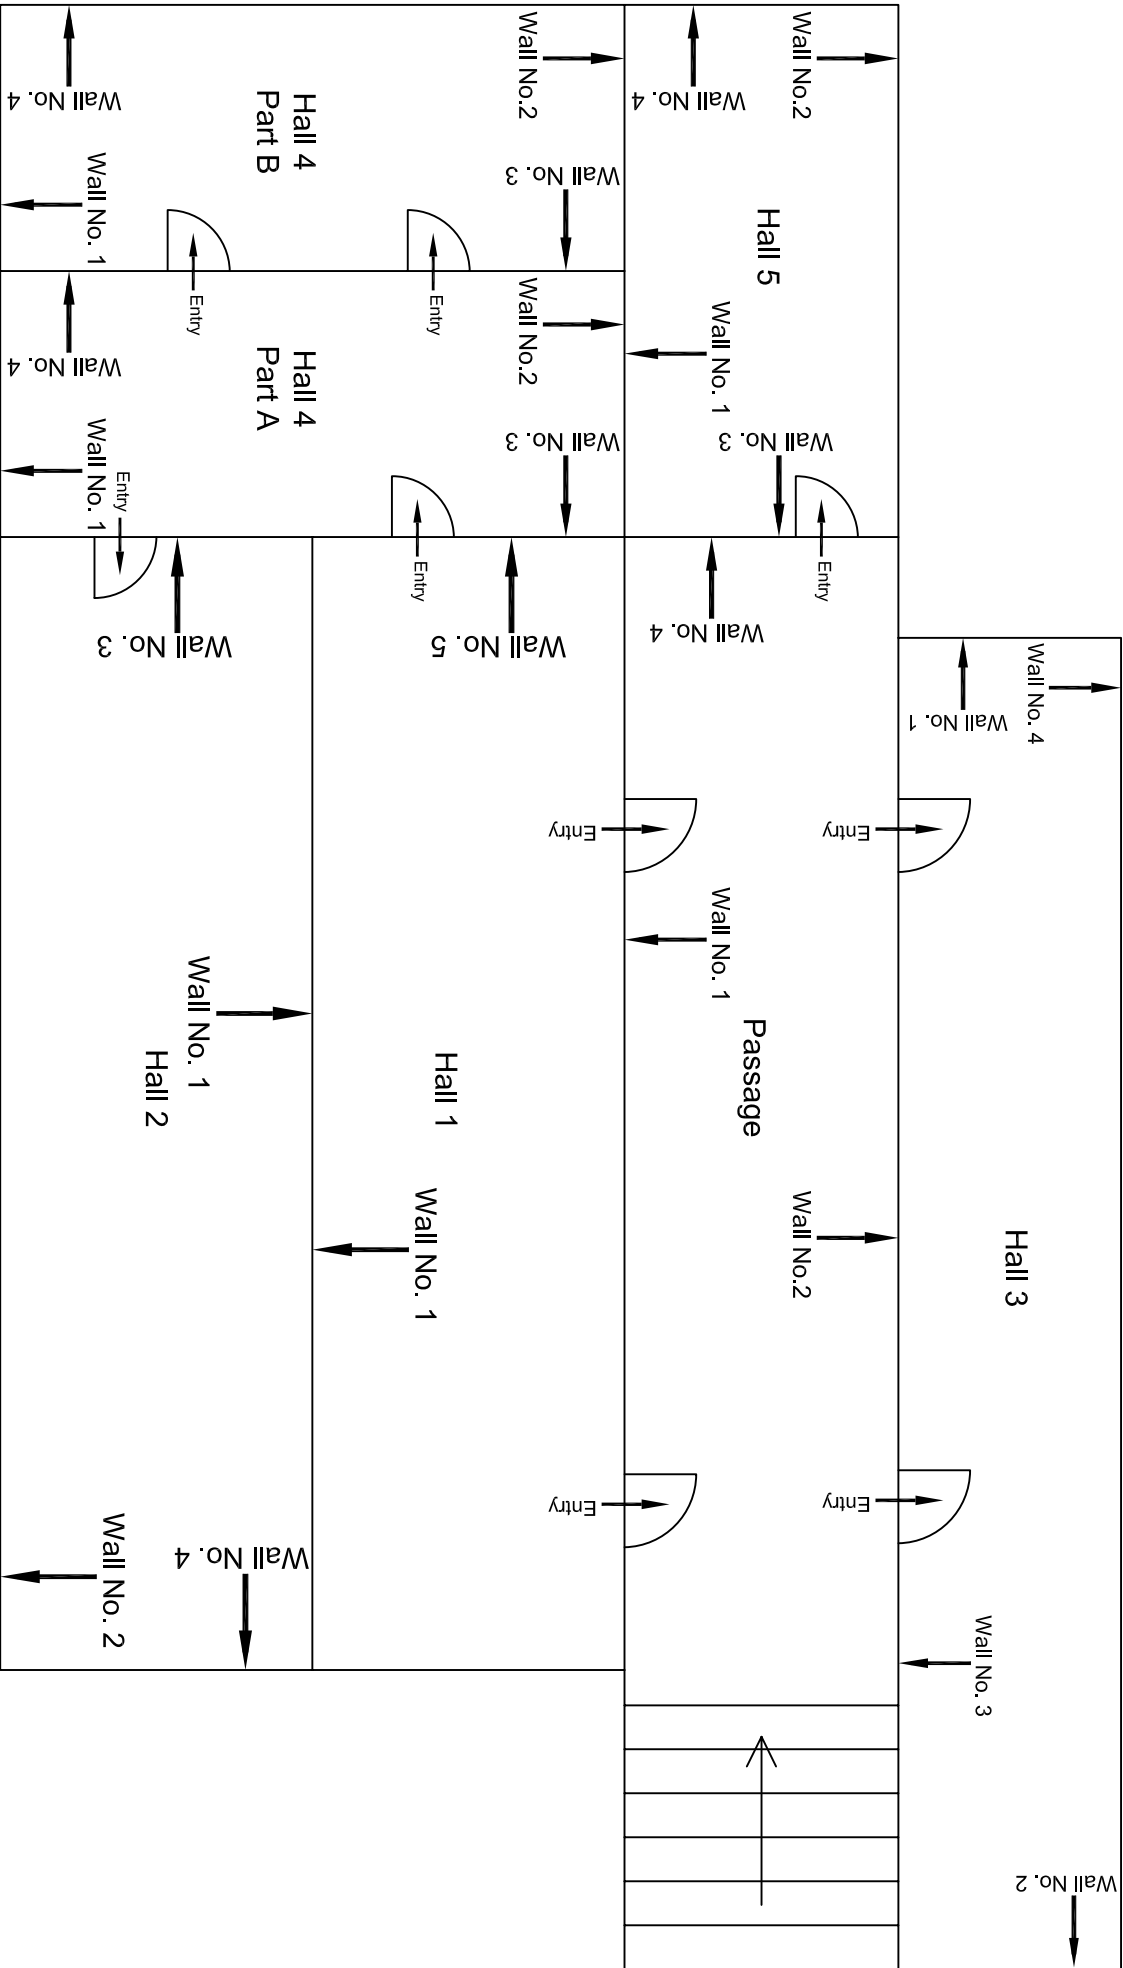 Wall No. 4
Wall No. 1
Hall 4
Part B
Wall No.2
Wall No. 3
Wall No. 4
Wall No.2
Hall 5
Wall No. 1
Wall No. 3
Entry
Entry
Entry
Wall No. 4
Wall No. 1
Entry
Hall 4
Part A
Wall No.2
Wall No. 3
Entry
Wall No. 3
Wall No. 1
Hall 2
Wall No. 2
Wall No. 4
Wall No. 5
Hall 1
Wall No. 1
Entry
Entry
Wall No. 4
Wall No. 1
Passage
Wall No.2
Entry
Entry
Wall No. 1
Wall No. 4
Hall 3
Wall No. 3
Wall No. 2